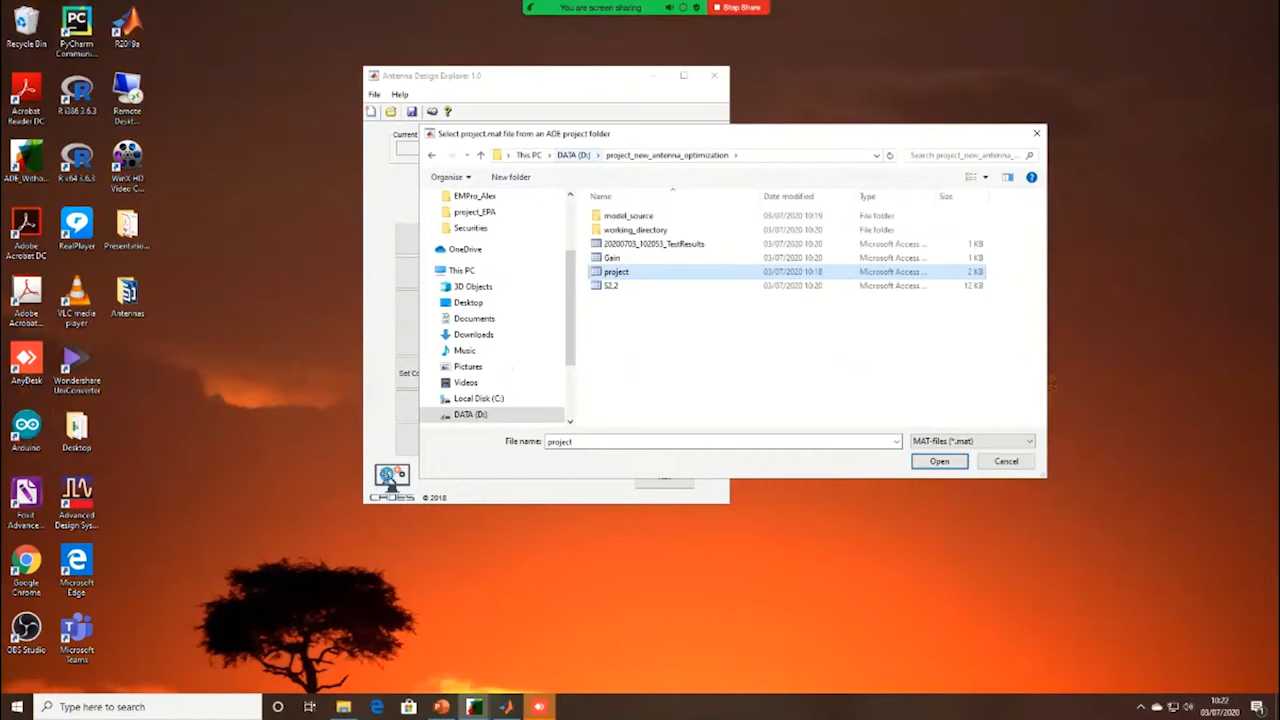 You are screen sharing
Stop Share
Recycle Bin
PyCharm
Communi...
R2019a
Acrobat
Reader DC
R i386 3.6.3
Remote
Deskt...
ADE_Witho...
R x64 3.6.3
WinX HD
Video C...
Adobe
Acrobat DC
RealPlayer
Presentatio...
Adobe
Acrobat...
VLC media
player
Antennas
AnyDesk
Wondershare
UniConverter
Arduino
Desktop
Foxit
Advance...
Advanced
Design Sys...
Google
Chrome
Microsoft
Edge
OBS Studio
Microsoft
Teams
Antenna Design Explorer 1.0
File Help
Current
Set Co
CADES
© 2018
Select project.mat file from an ADE project folder
This PC > DATA (D:) > project_new_antenna_optimization >
Search project_new_antenna_...
Organise New folder
EMPro_Alex
project_EPA
Securities
OneDrive
This PC
3D Objects
Desktop
Documents
Downloads
Music
Pictures
Videos
Local Disk (C:)
DATA (D:)
Name Date modified Type Size
model_source 03/07/2020 10:19 File folder
working_directory 03/07/2020 10:20 File folder
20200703_102053_TestResults 03/07/2020 10:20 Microsoft Access ... 1 KB
Gain 03/07/2020 10:20 Microsoft Access ... 1 KB
project 03/07/2020 10:18 Microsoft Access ... 2 KB
S2,2 03/07/2020 10:20 Microsoft Access ... 12 KB
File name: project
MAT-files (*.mat)
Open Cancel
Type here to search
10:22
03/07/2020